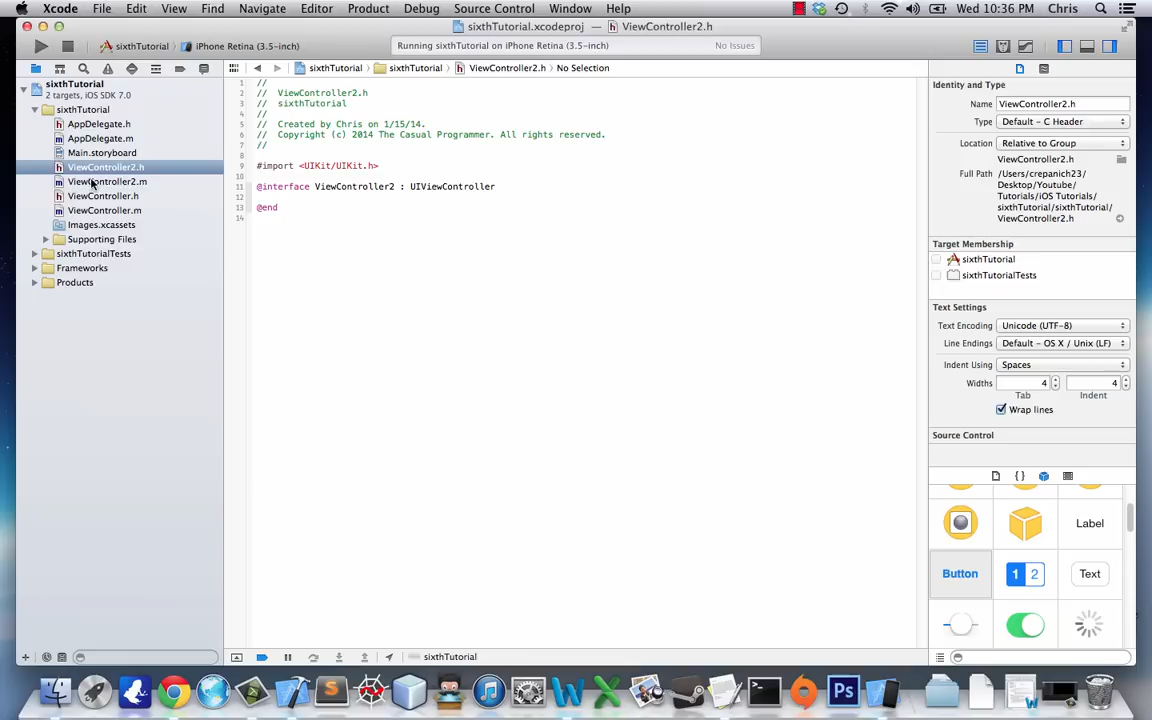 Xcode File Edit View Find Navigate Editor Product Debug Source Control Window Help Wed 10:36 PM Chris
sixthTutorial.xcodeproj 〉 ViewController2.h
sixthTutorial 〉 iPhone Retina (3.5-inch)
Running sixthTutorial on iPhone Retina (3.5-inch) No Issues
sixthTutorial 〉 sixthTutorial 〉 ViewController2.h 〉 No Selection
sixthTutorial
2 targets, iOS SDK 7.0
sixthTutorial
AppDelegate.h
AppDelegate.m
Main.storyboard
ViewController2.h
ViewController2.m
ViewController.h
ViewController.m
Images.xcassets
Supporting Files
sixthTutorialTests
Frameworks
Products
1 //
2 // ViewController2.h
3 // sixthTutorial
4 //
5 // Created by Chris on 1/15/14.
6 // Copyright (c) 2014 The Casual Programmer. All rights reserved.
7 //
8
9 #import <UIKit/UIKit.h>
10
11 @interface ViewController2 : UIViewController
12
13 @end
14
Identity and Type
Name ViewController2.h
Type Default - C Header
Location Relative to Group
ViewController2.h
Full Path /Users/crepanich23/
Desktop/Youtube/
Tutorials/iOS Tutorials/
sixthTutorial/sixthTutorial/
ViewController2.h
Target Membership
sixthTutorial
sixthTutorialTests
Text Settings
Text Encoding Unicode (UTF-8)
Line Endings Default - OS X / Unix (LF)
Indent Using Spaces
Widths 4 4
Tab Indent
Wrap lines
Source Control
{ }
Label
Button 1 2 Text
sixthTutorial
Ps